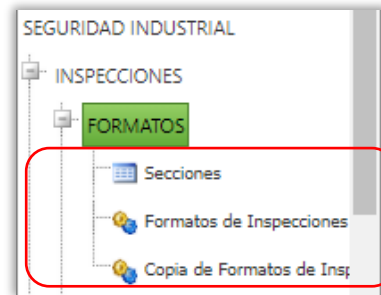 SEGURIDAD INDUSTRIAL
INSPECCIONES
FORMATOS
Secciones
Formatos de Inspecciones
Copia de Formatos de Insp